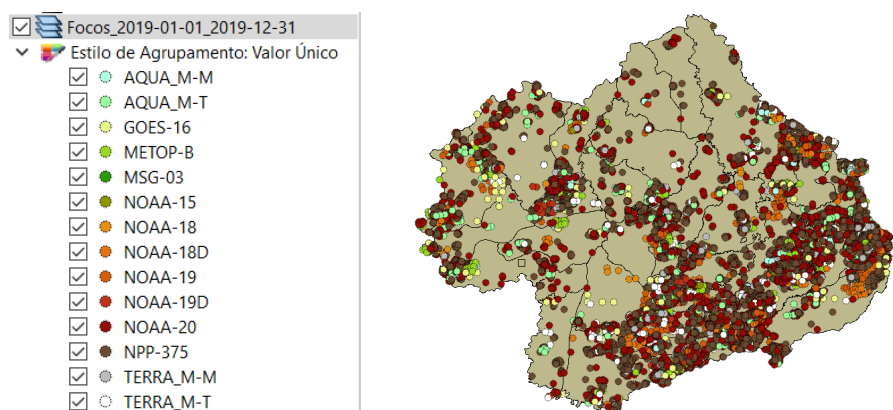 Focos_2019-01-01_2019-12-31
Estilo de Agrupamento: Valor Único
AQUA_M-M
AQUA_M-T
GOES-16
METOP-B
MSG-03
NOAA-15
NOAA-18
NOAA-18D
NOAA-19
NOAA-19D
NOAA-20
NPP-375
TERRA_M-M
TERRA_M-T